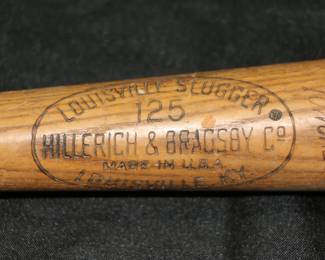 LOUISVILLE SLUGGER
125
HILLERICH & BRADSBY Co
MADE IN U.S.A.
LOUISVILLE, KY.